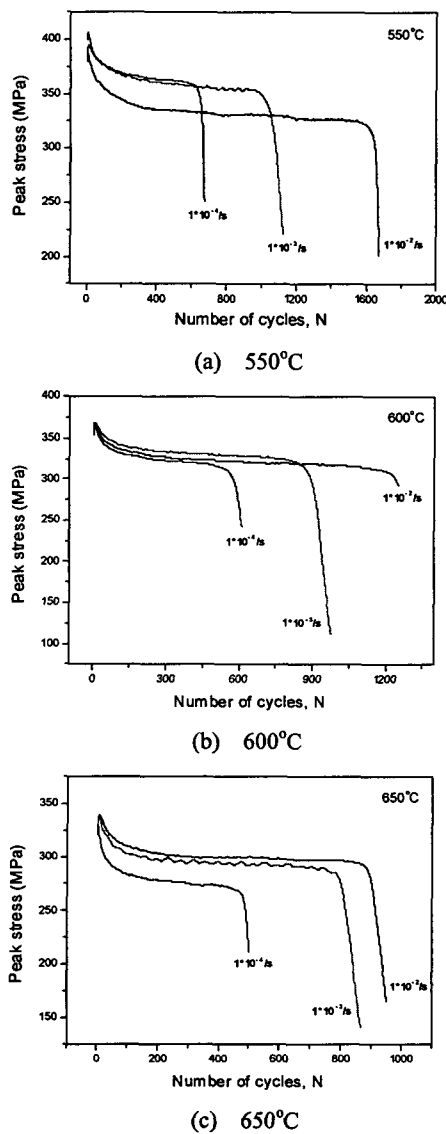 550°C
400
350
300
250
200
Peak stress (MPa)
1*10⁻⁴/s
1*10⁻³/s
1*10⁻²/s
0 400 800 1200 1600 2000
Number of cycles, N
(a) 550°C
400
350
300
250
200
150
100
Peak stress (MPa)
600°C
1*10⁻²/s
1*10⁻⁴/s
1*10⁻³/s
0 300 600 900 1200
Number of cycles, N
(b) 600°C
350
300
250
200
150
Peak stress (MPa)
650°C
1*10⁻⁴/s
1*10⁻³/s
1*10⁻²/s
0 200 400 600 800 1000
Number of cycles, N
(c) 650°C